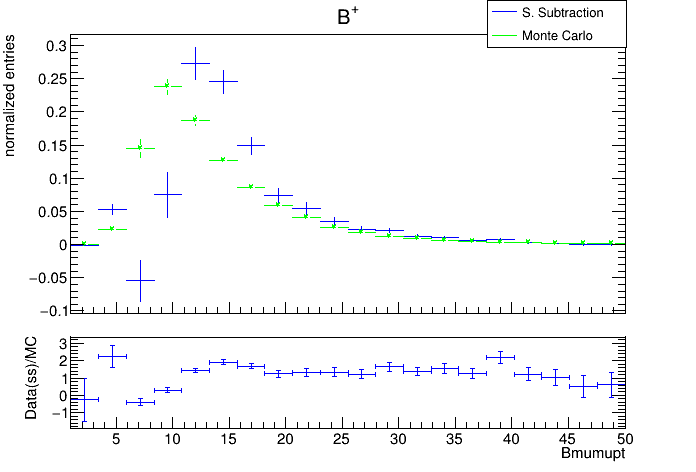 B+
S. Subtraction
Monte Carlo
normalized entries
0.3
0.25
0.2
0.15
0.1
0.05
0
−0.05
−0.1
Data(ss)/MC
3
2
1
0
−1
5 10 15 20 25 30 35 40 45 50
Bmumupt